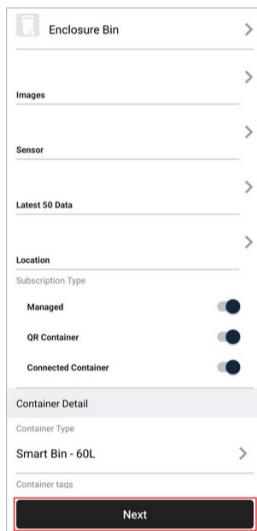 Enclosure Bin
Images
Sensor
Latest 50 Data
Location
Subscription Type
Managed
QR Container
Connected Container
Container Detail
Container Type
Smart Bin - 60L
Container tags
Next